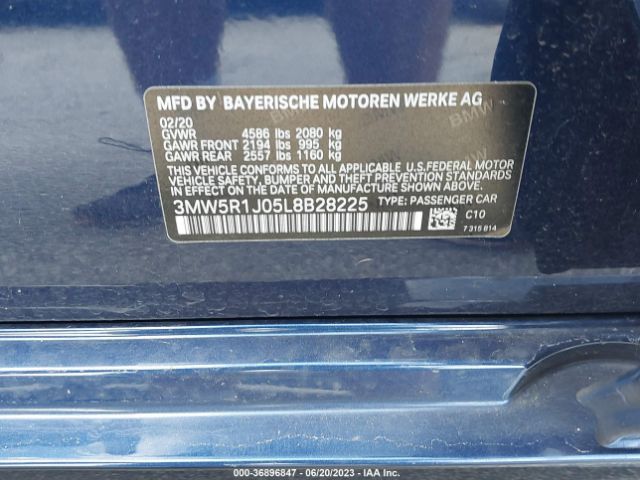 MFD BY BAYERISCHE MOTOREN WERKE AG
02/20
GVWR 4586 lbs 2080 kg
GAWR FRONT 2194 lbs 995 kg
GAWR REAR 2557 lbs 1160 kg
THIS VEHICLE CONFORMS TO ALL APPLICABLE U.S.FEDERAL MOTOR
VEHICLE SAFETY, BUMPER, AND THEFT PREVENTION STANDARDS
IN EFFECT ON THE DATE OF MANUFACTURE SHOWN ABOVE.
3MW5R1J05L8B28225 TYPE: PASSENGER CAR
C10
7 315 814
000-36896847 - 06/20/2023 - IAA Inc.